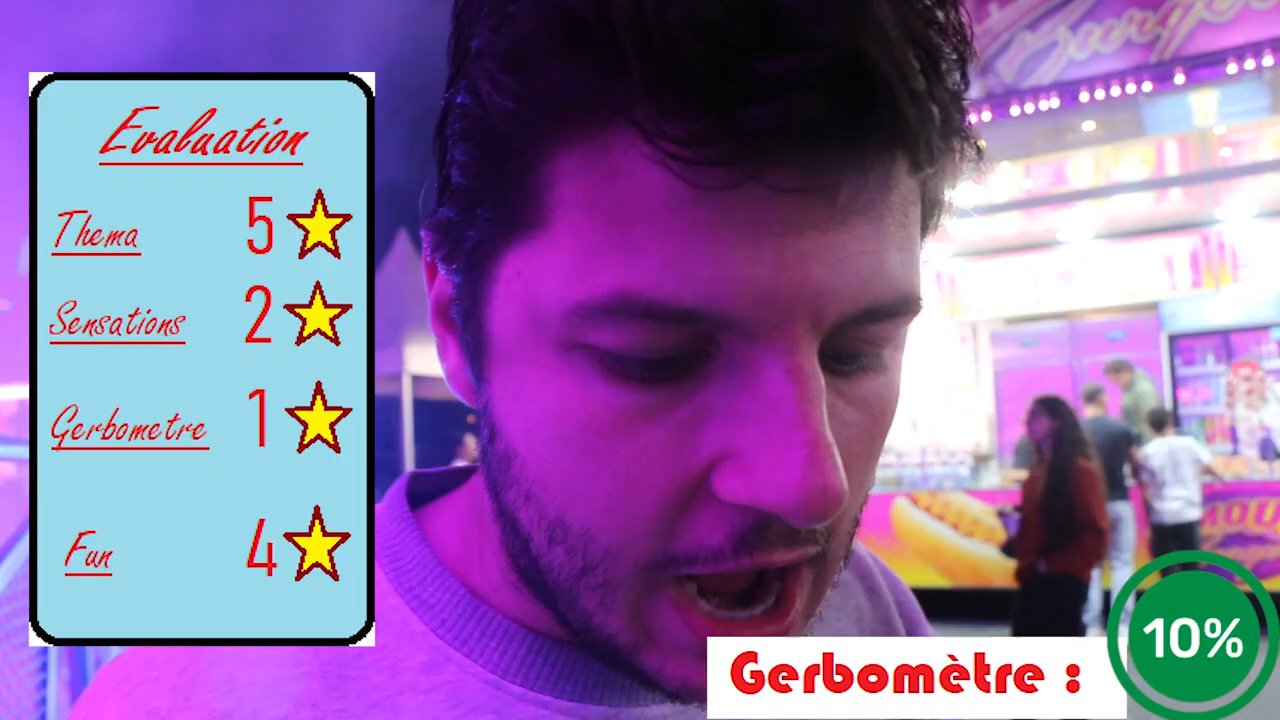 Evaluation
Thema 5
Sensations 2
Gerbometre 1
Fun 4
Gerbomètre :
10%